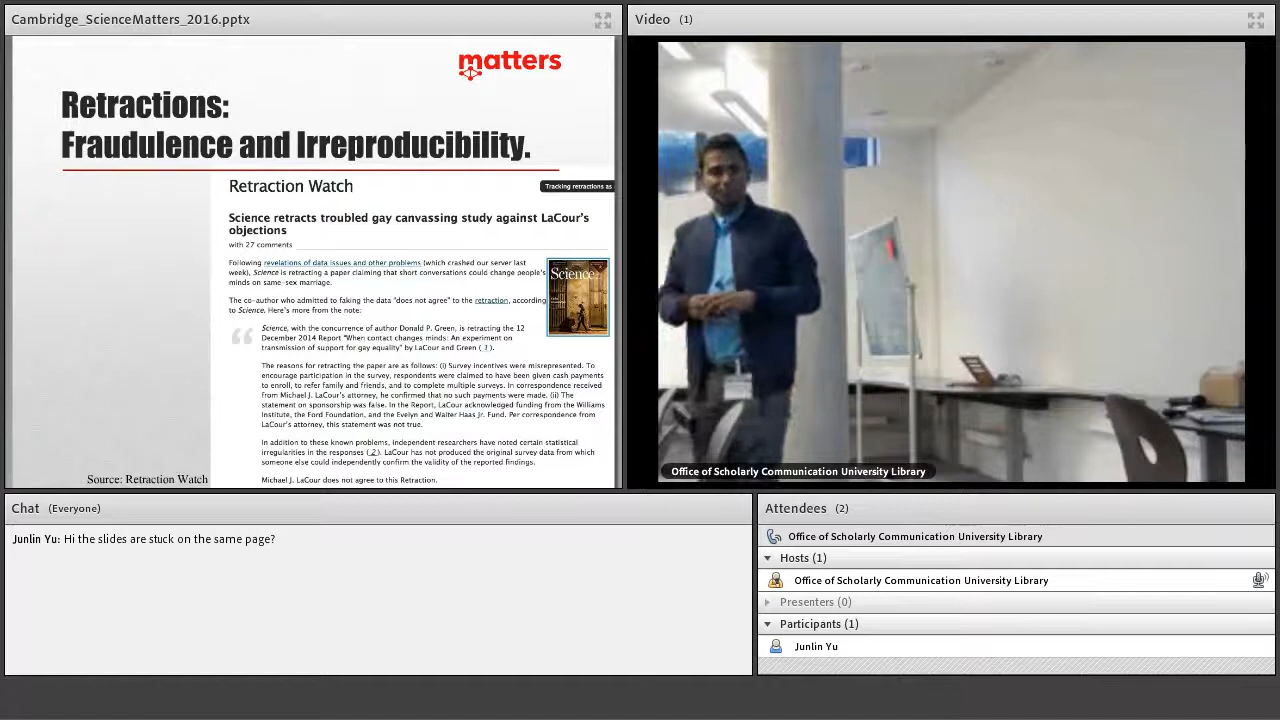 Cambridge_ScienceMatters_2016.pptx
matters
Retractions:
Fraudulence and Irreproducibility.
Retraction Watch
Tracking retractions as
Science retracts troubled gay canvassing study against LaCour's
objections
with 27 comments
Following revelations of data issues and other problems (which crashed our server last
week), Science is retracting a paper claiming that short conversations could change people's
minds on same-sex marriage.
Science
The co-author who admitted to faking the data "does not agree" to the retraction, according
to Science. Here's more from the note:
Science, with the concurrence of author Donald P. Green, is retracting the 12
December 2014 Report "When contact changes minds: An experiment on
transmission of support for gay equality" by LaCour and Green (1).
The reasons for retracting the paper are as follows: (i) Survey incentives were misrepresented. To
encourage participation in the survey, respondents were claimed to have been given cash payments
to enroll, to refer family and friends, and to complete multiple surveys. In correspondence received
from Michael J. LaCour's attorney, he confirmed that no such payments were made. (ii) The
statement on sponsorship was false. In the Report, LaCour acknowledged funding from the Williams
Institute, the Ford Foundation, and the Evelyn and Walter Haas Jr. Fund. Per correspondence from
LaCour's attorney, this statement was not true.
In addition to these known problems, independent researchers have noted certain statistical
irregularities in the responses (2). LaCour has not produced the original survey data from which
someone else could independently confirm the validity of the reported findings.
Michael J. LaCour does not agree to this Retraction.
Source: Retraction Watch
Video (1)
Office of Scholarly Communication University Library
Chat (Everyone)
Junlin Yu: Hi the slides are stuck on the same page?
Attendees (2)
Office of Scholarly Communication University Library
Hosts (1)
Office of Scholarly Communication University Library
Presenters (0)
Participants (1)
Junlin Yu